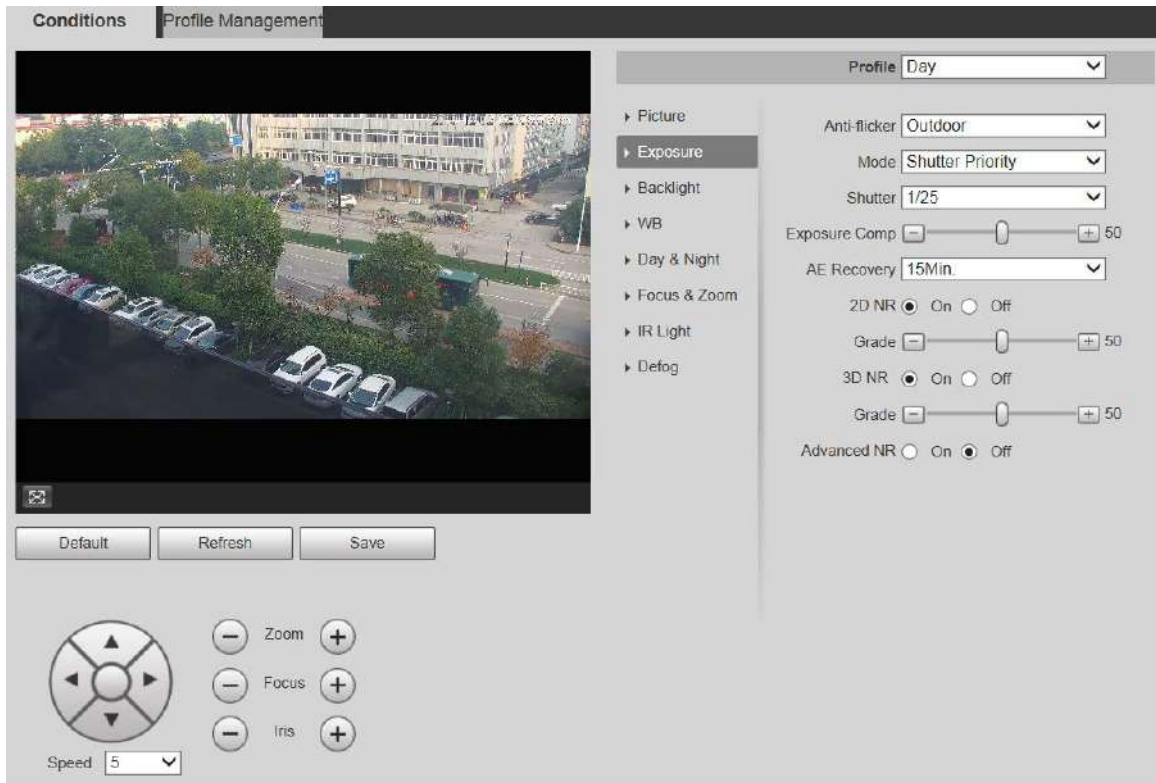 Conditions
Profile Management
Profile Day
Picture
Exposure
Backlight
WB
Day & Night
Focus & Zoom
IR Light
Defog
Anti-flicker Outdoor
Mode Shutter Priority
Shutter 1/25
Exposure Comp 50
AE Recovery 15Min.
2D NR On Off
Grade 50
3D NR On Off
Grade 50
Advanced NR On Off
Default Refresh Save
Zoom
Focus
Iris
Speed 5